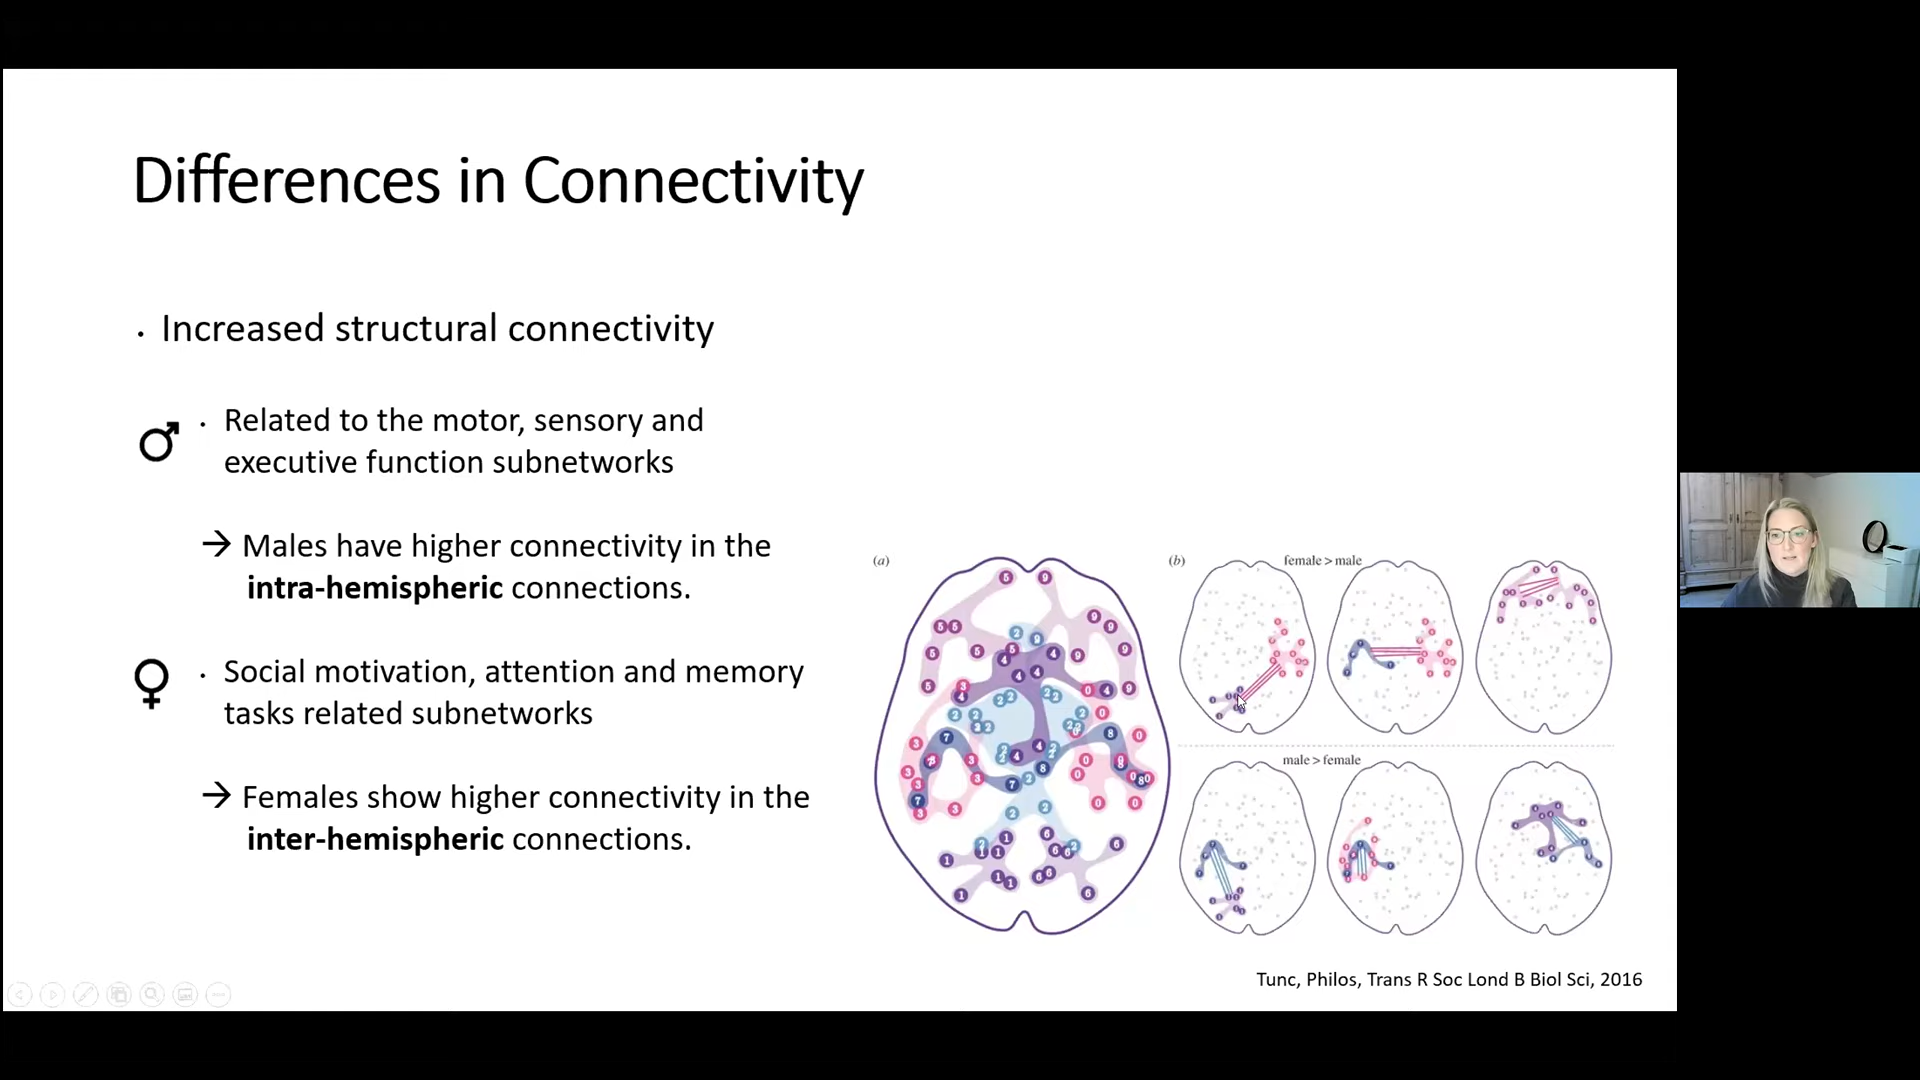 Differences in Connectivity
• Increased structural connectivity
♂ • Related to the motor, sensory and
executive function subnetworks
→ Males have higher connectivity in the
intra-hemispheric connections.
♀ • Social motivation, attention and memory
tasks related subnetworks
→ Females show higher connectivity in the
inter-hemispheric connections.
(a)
(b)
female > male
male > female
Tunc, Philos, Trans R Soc Lond B Biol Sci, 2016